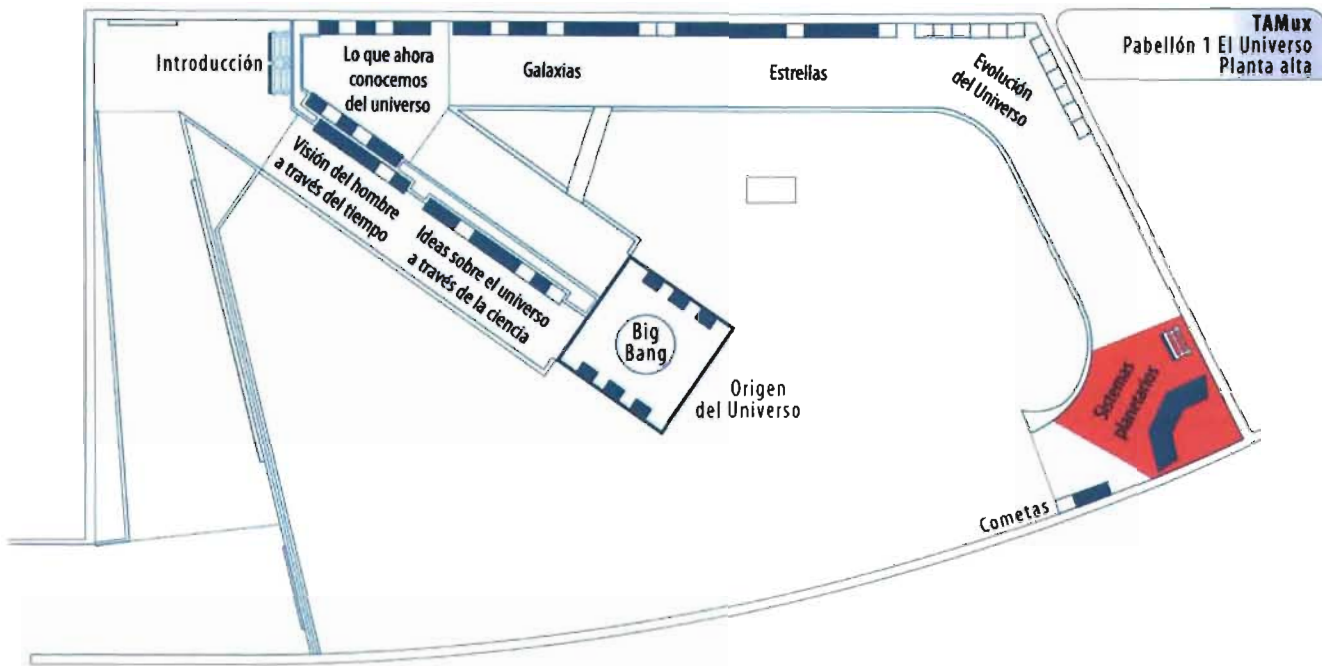 TAMux
Pabellón 1 El Universo
Planta alta
Introducción
Lo que ahora
conocemos
del universo
Galaxias
Estrellas
Evolución
del Universo
Visión del hombre
a través del tiempo
Ideas sobre el universo
a través de la ciencia
Big
Bang
Origen
del Universo
Sistemas
planetarios
Cometas